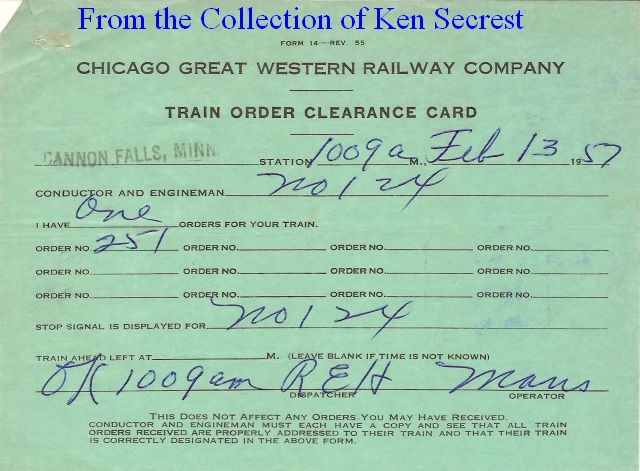 From the Collection of Ken Secrest
FORM 14—REV. 55
CHICAGO GREAT WESTERN RAILWAY COMPANY
TRAIN ORDER CLEARANCE CARD
CANNON FALLS, MINN. STATION 1009a M., Feb 13 1957
CONDUCTOR AND ENGINEMAN No 124
I HAVE One ORDERS FOR YOUR TRAIN.
ORDER NO. 251 ORDER NO. ORDER NO. ORDER NO.
ORDER NO. ORDER NO. ORDER NO. ORDER NO.
ORDER NO. ORDER NO. ORDER NO. ORDER NO.
STOP SIGNAL IS DISPLAYED FOR No 124
TRAIN AHEAD LEFT AT M. (LEAVE BLANK IF TIME IS NOT KNOWN)
OK 1009am REH
DISPATCHER OPERATOR
THIS DOES NOT AFFECT ANY ORDERS YOU MAY HAVE RECEIVED.
CONDUCTOR AND ENGINEMAN MUST EACH HAVE A COPY AND SEE THAT ALL TRAIN
ORDERS RECEIVED ARE PROPERLY ADDRESSED TO THEIR TRAIN AND THAT THEIR TRAIN
IS CORRECTLY DESIGNATED IN THE ABOVE FORM.